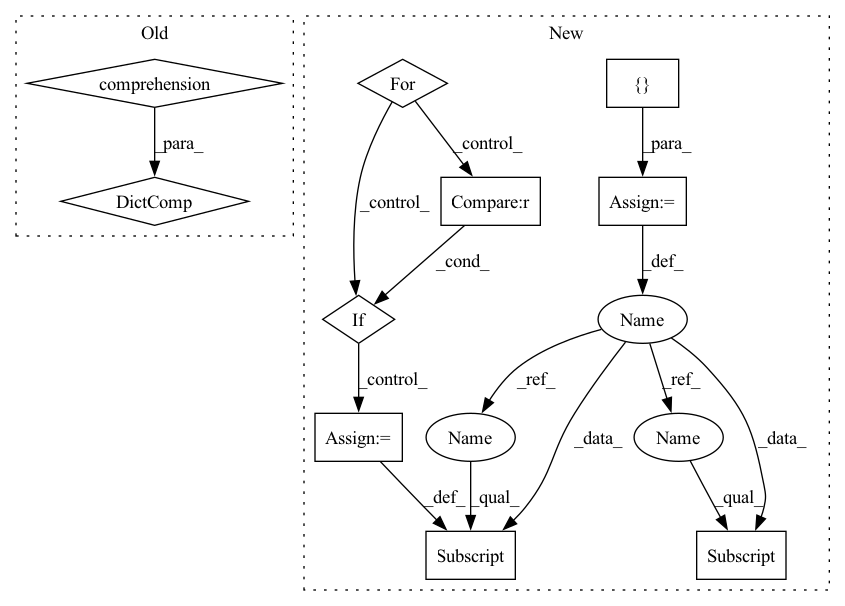 Old
New
comprehension
For
{}
_para_
_control_
_para_
DictComp
_control_
Compare:r
Assign:=
_cond_
_def_
If
Name
_control_
_ref_
_ref_
Assign:=
Name
_data_
Name
_data_
_def_
_qual_
_qual_
Subscript
Subscript